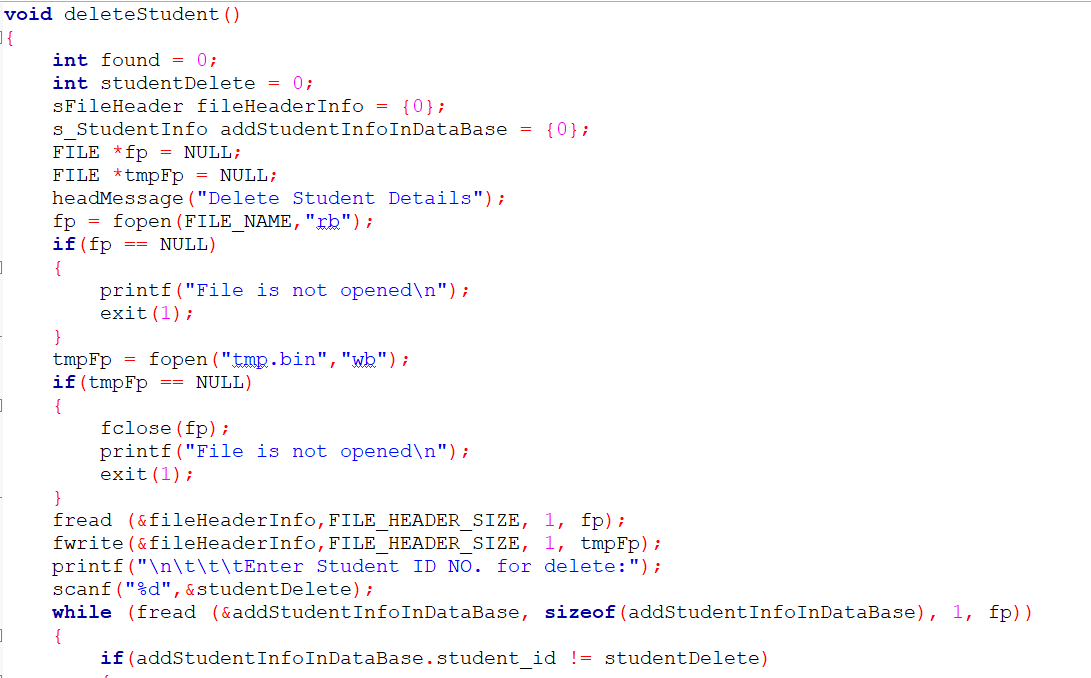 void deleteStudent()
{
    int found = 0;
    int studentDelete = 0;
    sFileHeader fileHeaderInfo = {0};
    s_StudentInfo addStudentInfoInDataBase = {0};
    FILE *fp = NULL;
    FILE *tmpFp = NULL;
    headMessage("Delete Student Details");
    fp = fopen(FILE_NAME,"rb");
    if(fp == NULL)
    {
        printf("File is not opened\n");
        exit(1);
    }
    tmpFp = fopen("tmp.bin","wb");
    if(tmpFp == NULL)
    {
        fclose(fp);
        printf("File is not opened\n");
        exit(1);
    }
    fread (&fileHeaderInfo,FILE_HEADER_SIZE, 1, fp);
    fwrite(&fileHeaderInfo,FILE_HEADER_SIZE, 1, tmpFp);
    printf("\n\t\t\tEnter Student ID NO. for delete:");
    scanf("%d",&studentDelete);
    while (fread (&addStudentInfoInDataBase, sizeof(addStudentInfoInDataBase), 1, fp))
    {
        if(addStudentInfoInDataBase.student_id != studentDelete)